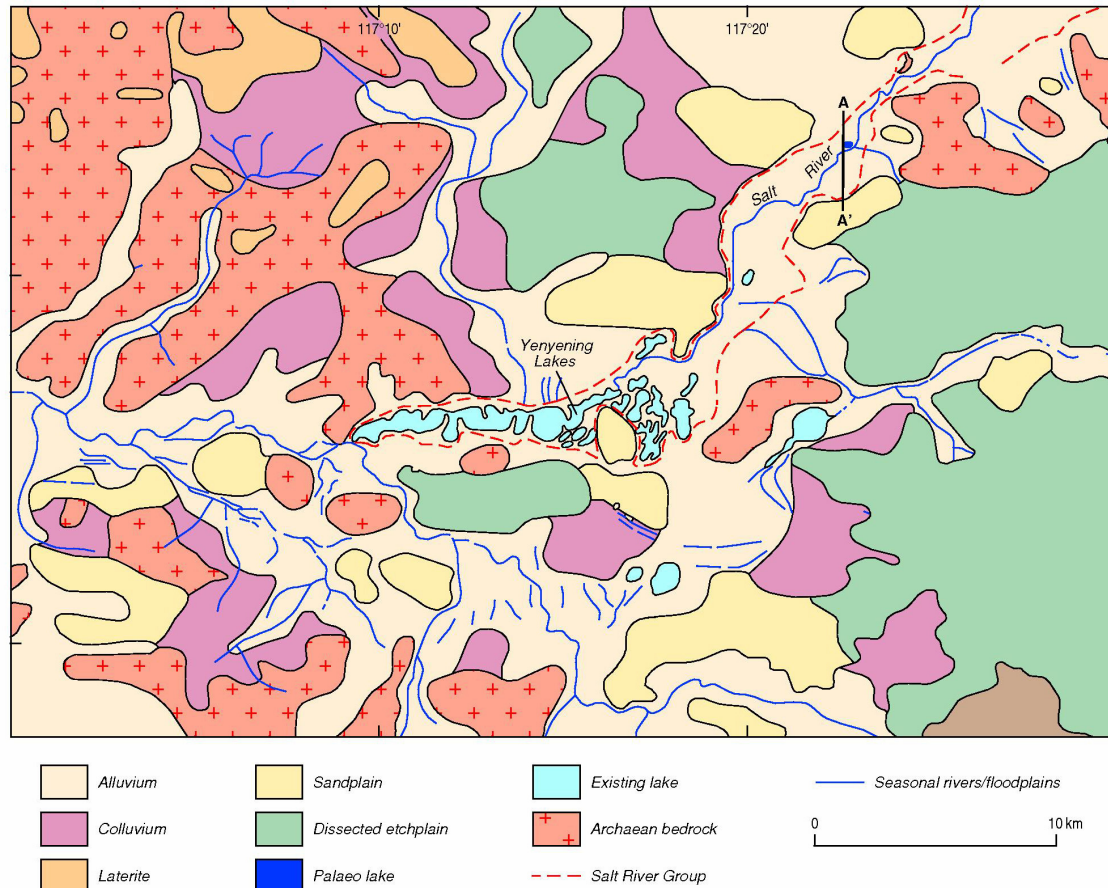 117°10'
117°20'
A
Salt
River
A'
Yenyening
Lakes
Alluvium
Sandplain
Existing lake
Seasonal rivers/floodplains
Colluvium
Dissected etchplain
Archaean bedrock
0
10 km
Laterite
Palaeo lake
Salt River Group